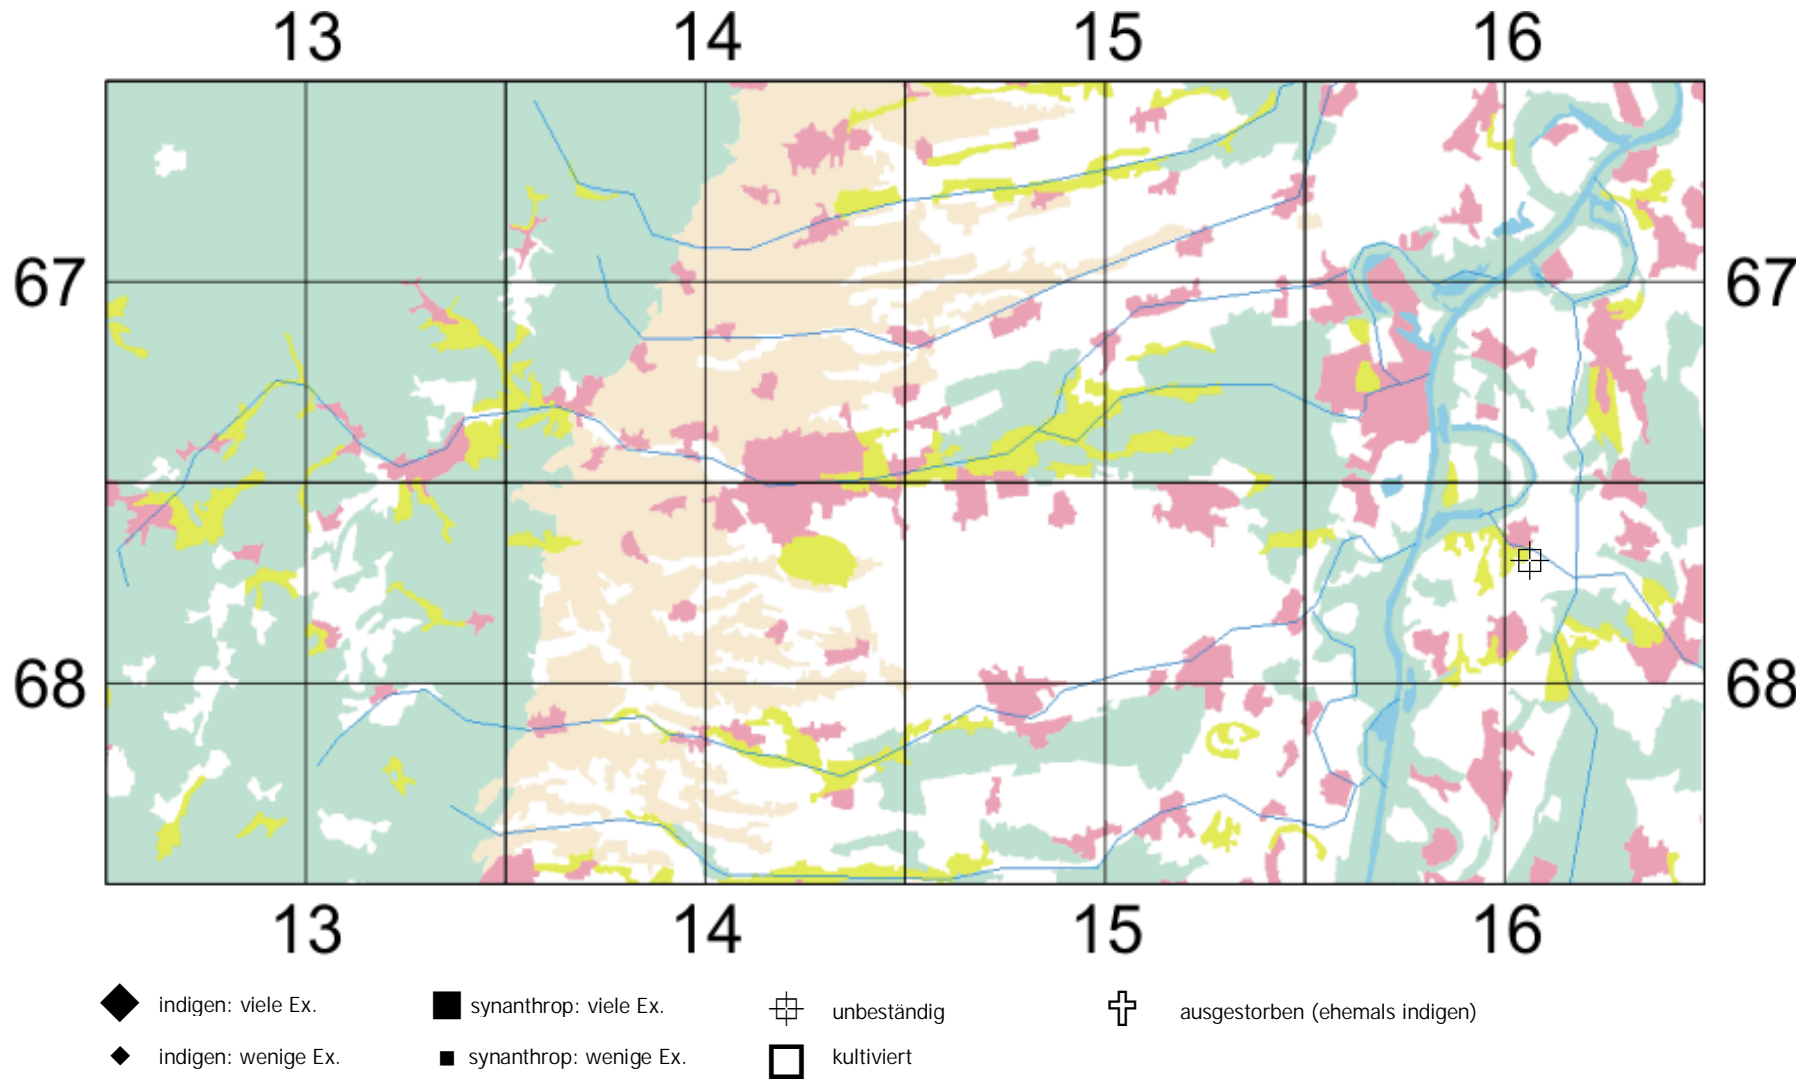 13 14 15 16
67 67
68 68
13 14 15 16
indigen: viele Ex. synanthrop: viele Ex. unbeständig ausgestorben (ehemals indigen)
indigen: wenige Ex. synanthrop: wenige Ex. kultiviert